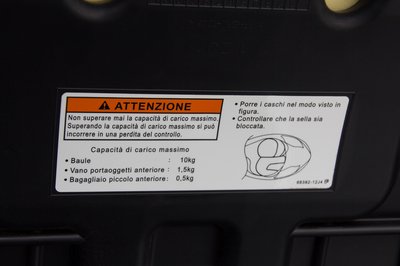 ⚠ ATTENZIONE
Non superare mai la capacità di carico massimo.
Superando la capacità di carico massimo si può
incorrere in una perdita del controllo.
Capacità di carico massimo
• Baule : 10kg
• Vano portaoggetti anteriore: 1,5kg
• Bagagliaio piccolo anteriore: 0,5kg
• Porre i caschi nel modo visto in
figura.
• Controllare che la sella sia
bloccata.